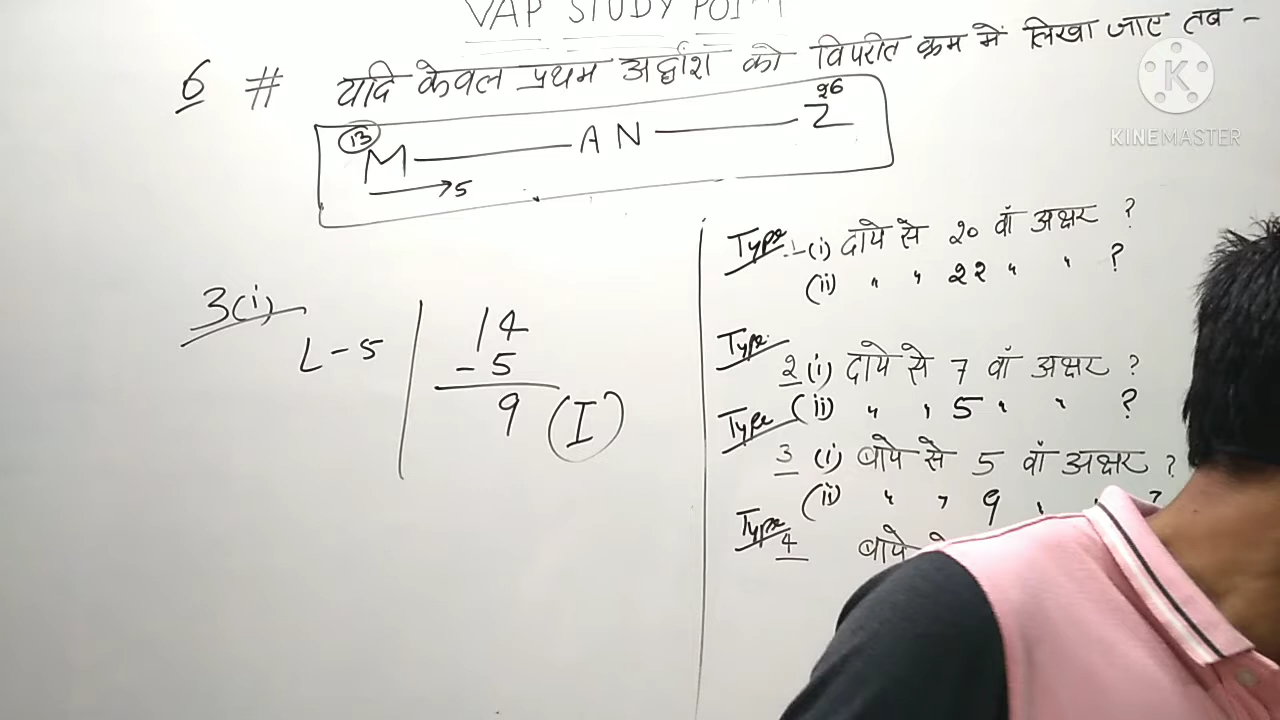 VAP STUDY POINT
6 # यदि केवल प्रथम अर्द्धांश को विपरीत क्रम में लिखा जाए तब -
13 26
M A N Z
→ 5
KINEMASTER
3(i)
L - 5
14
- 5
9 (I)
Type 1 (i) दाये से 20 वाँ अक्षर ?
(ii) " " 22 " " ?
Type 2 (i) दाये से 7 वाँ अक्षर ?
(ii) " " 5 " " ?
Type 3 (i) बाये से 5 वाँ अक्षर ?
(ii) " " 9 " " ?
Type 4 बाये